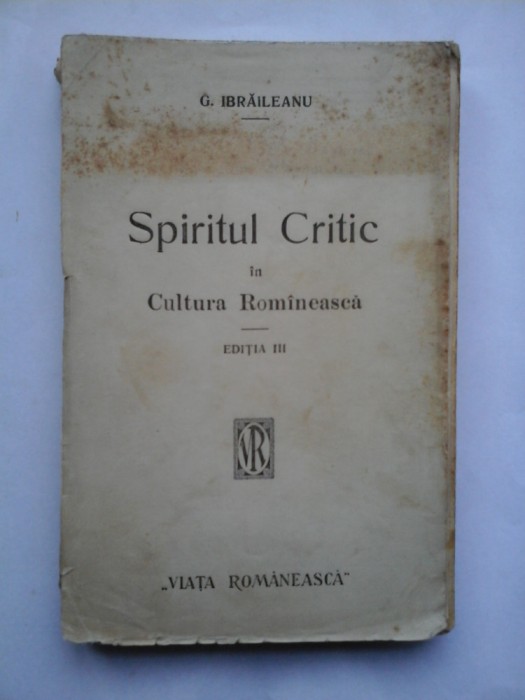 G. IBRĂILEANU
Spiritul Critic
în
Cultura Romînească
EDIȚIA III
VR
„VIAȚA ROMÂNEASCĂ"